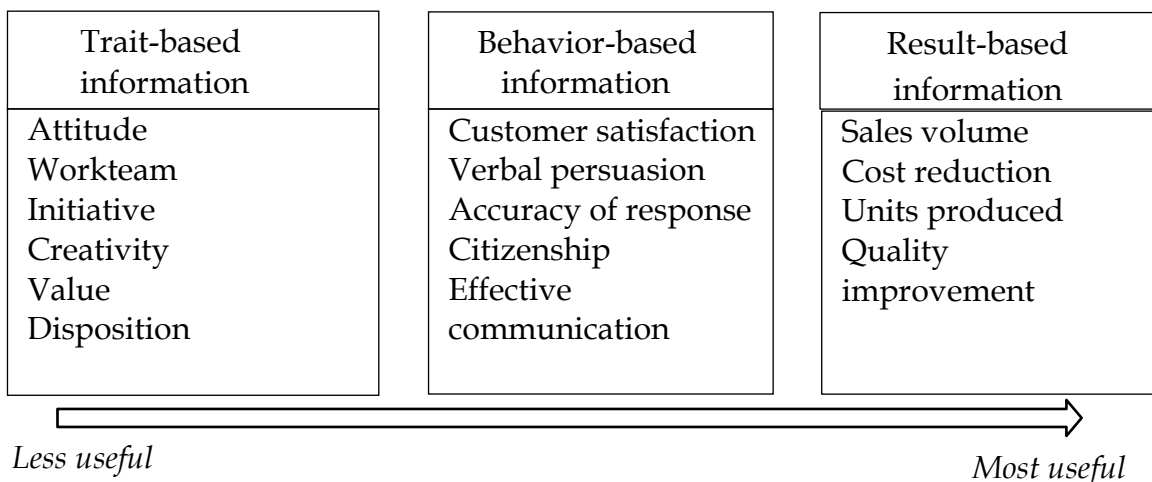 Trait-based
information
Attitude
Workteam
Initiative
Creativity
Value
Disposition
Behavior-based
information
Customer satisfaction
Verbal persuasion
Accuracy of response
Citizenship
Effective
communication
Result-based
information
Sales volume
Cost reduction
Units produced
Quality
improvement
Less useful
Most useful